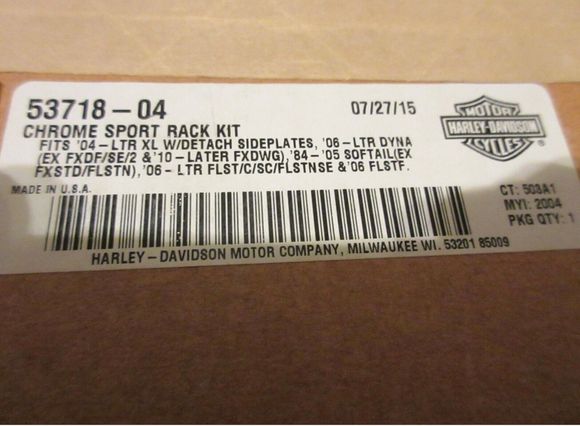 53718-04
07/27/15
CHROME SPORT RACK KIT
FITS '04-LTR XL W/DETACH SIDEPLATES, '06-LTR DYNA
(EX FXDF/SE/2 & '10-LATER FXDWG), '84-'05 SOFTAIL(EX
FXSTD/FLSTN), '06- LTR FLST/C/SC/FLSTNSE &'06 FLSTF.
MADE IN U.S.A.
HARLEY-DAVIDSON MOTOR COMPANY, MILWAUKEE WI. 53201 85009
MOTOR
HARLEY-DAVIDSON
CYCLES
®
CT: 503A1
MYI: 2004
PKG QTY: 1